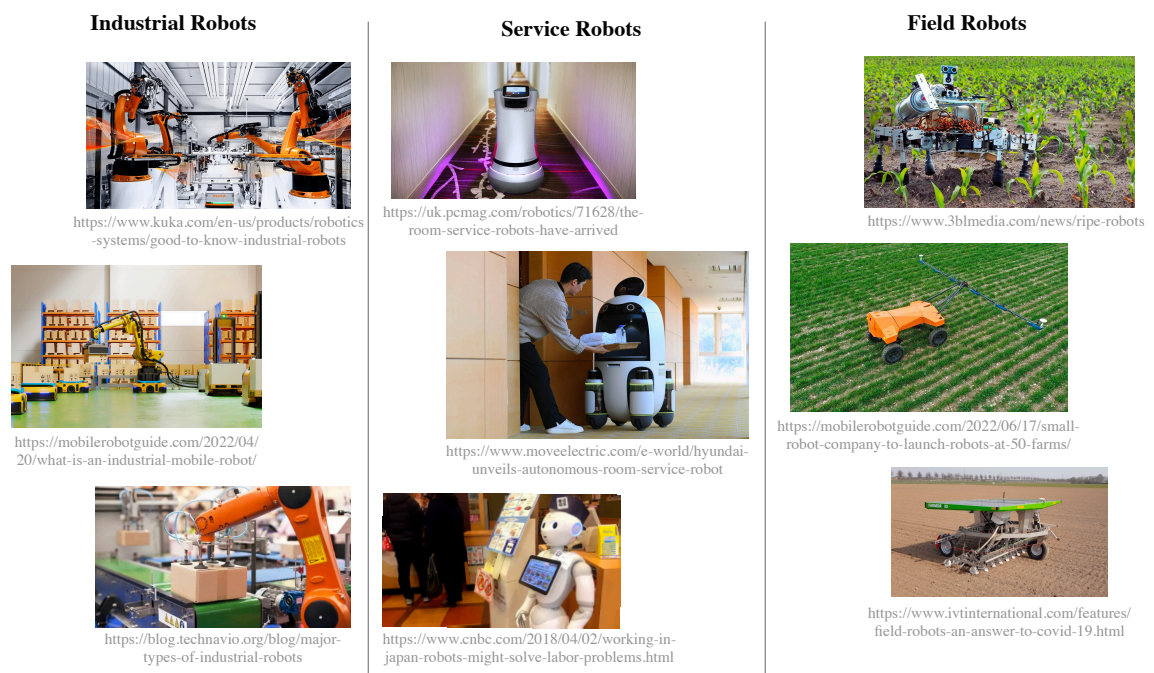 Industrial Robots
https://www.kuka.com/en-us/products/robotics
-systems/good-to-know-industrial-robots
https://mobilerobotguide.com/2022/04/
20/what-is-an-industrial-mobile-robot/
https://blog.technavio.org/blog/major-
types-of-industrial-robots
Service Robots
https://uk.pcmag.com/robotics/71628/the-
room-service-robots-have-arrived
https://www.moveelectric.com/e-world/hyundai-
unveils-autonomous-room-service-robot
https://www.cnbc.com/2018/04/02/working-in-
japan-robots-might-solve-labor-problems.html
Field Robots
https://www.3blmedia.com/news/ripe-robots
https://mobilerobotguide.com/2022/06/17/small-
robot-company-to-launch-robots-at-50-farms/
https://www.ivtinternational.com/features/
field-robots-an-answer-to-covid-19.html